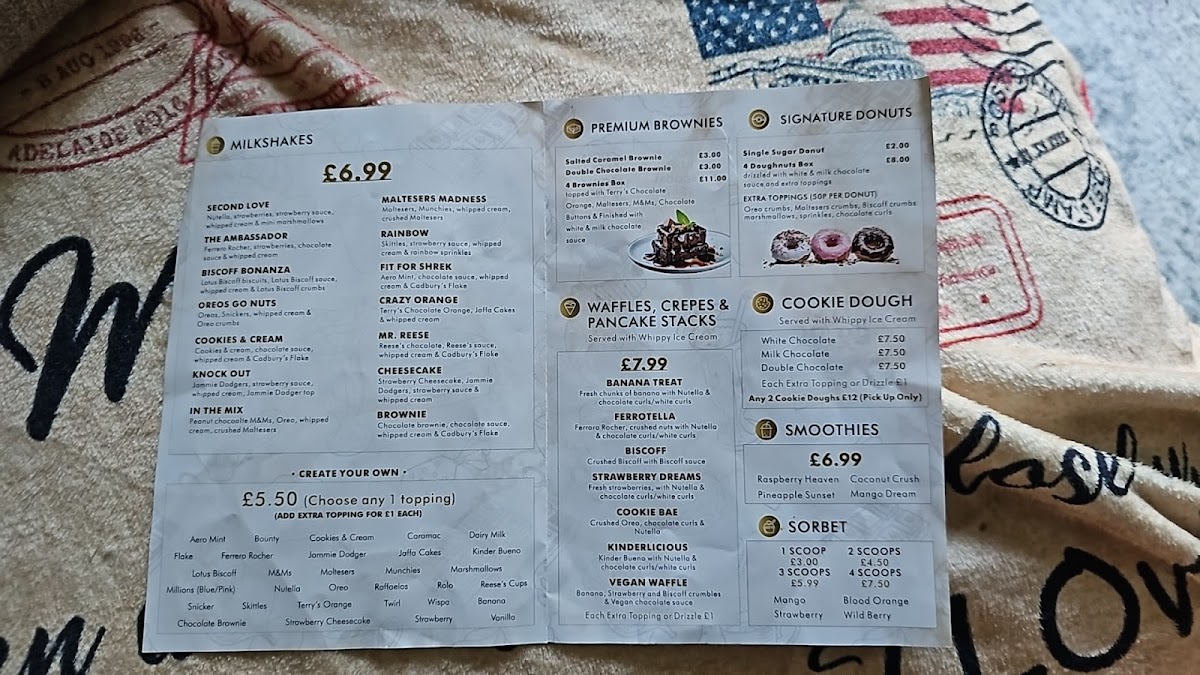 MILKSHAKES
£6.99
SECOND LOVE
Nutella, strawberries, strawberry sauce,
whipped cream & mini marshmallows
THE AMBASSADOR
Ferrero Rocher, strawberries, chocolate
sauce & whipped cream
BISCOFF BONANZA
Lotus Biscoff biscuits, Lotus Biscoff sauce,
whipped cream & Lotus Biscoff crumbs
OREOS GO NUTS
Oreos, Snickers, whipped cream &
Oreo crumbs
COOKIES & CREAM
Cookies & cream, chocolate sauce,
whipped cream & Cadbury's Flake
KNOCK OUT
Jammie Dodgers, strawberry sauce,
whipped cream, Jammie Dodger top
IN THE MIX
Peanut chocoalte M&Ms, Oreo, whipped
cream, crushed Maltesers
MALTESERS MADNESS
Maltesers, Munchies, whipped cream,
crushed Maltesers
RAINBOW
Skittles, strawberry sauce, whipped
cream & rainbow sprinkles
FIT FOR SHREK
Aero Mint, chocolate sauce, whipped
cream & Cadbury's Flake
CRAZY ORANGE
Terry's Chocolate Orange, Jaffa Cakes
& whipped cream
MR. REESE
Reese's chocolate, Reese's sauce,
whipped cream & Cadbury's Flake
CHEESECAKE
Strawberry Cheesecake, Jammie
Dodgers, strawberry sauce &
whipped cream
BROWNIE
Chocolate brownie, chocolate sauce,
whipped cream & Cadbury's Flake
• CREATE YOUR OWN •
£5.50 (Choose any 1 topping)
(ADD EXTRA TOPPING FOR £1 EACH)
Aero Mint Bounty Cookies & Cream Caramac Dairy Milk
Flake Ferrero Rocher Jammie Dodger Jaffa Cakes Kinder Bueno
Lotus Biscoff M&Ms Maltesers Munchies Marshmallows
Millions (Blue/Pink) Nutella Oreo Raffaelos Rolo Reese's Cups
Snicker Skittles Terry's Orange Twirl Wispa Banana
Chocolate Brownie Strawberry Cheesecake Strawberry Vanilla
PREMIUM BROWNIES
Salted Caramel Brownie £3.00
Double Chocolate Brownie £3.00
4 Brownies Box £11.00
topped with Terry's Chocolate
Orange, Maltesers, M&Ms, Chocolate
Buttons & Finished with
white & milk chocolate
sauce
SIGNATURE DONUTS
Single Sugar Donut £2.00
4 Doughnuts Box £8.00
drizzled with white & milk chocolate
sauce and extra toppings
EXTRA TOPPINGS (50P PER DONUT)
Oreo crumbs, Maltesers crumbs, Biscoff crumbs
marshmallows, sprinkles, chocolate curls
WAFFLES, CREPES &
PANCAKE STACKS
Served with Whippy Ice Cream
£7.99
BANANA TREAT
Fresh chunks of banana with Nutella &
chocolate curls/white curls
FERROTELLA
Ferrero Rocher, crushed nuts with Nutella
& chocolate curls/white curls
BISCOFF
Crushed Biscoff with Biscoff sauce
STRAWBERRY DREAMS
Fresh strawberries, with Nutella &
chocolate curls/white curls
COOKIE BAE
Crushed Oreo, chocolate curls &
Nutella
KINDERLICIOUS
Kinder Bueno with Nutella &
chocolate curls/white curls
VEGAN WAFFLE
Banana, Strawberry and Biscoff crumbles
& Vegan chocolate sauce
Each Extra Topping or Drizzle £1
COOKIE DOUGH
Served with Whippy Ice Cream
White Chocolate £7.50
Milk Chocolate £7.50
Double Chocolate £7.50
Each Extra Topping or Drizzle £1
Any 2 Cookie Doughs £12 (Pick Up Only)
SMOOTHIES
£6.99
Raspberry Heaven Coconut Crush
Pineapple Sunset Mango Dream
SORBET
1 SCOOP 2 SCOOPS
£3.00 £4.50
3 SCOOPS 4 SCOOPS
£5.99 £7.50
Mango Blood Orange
Strawberry Wild Berry